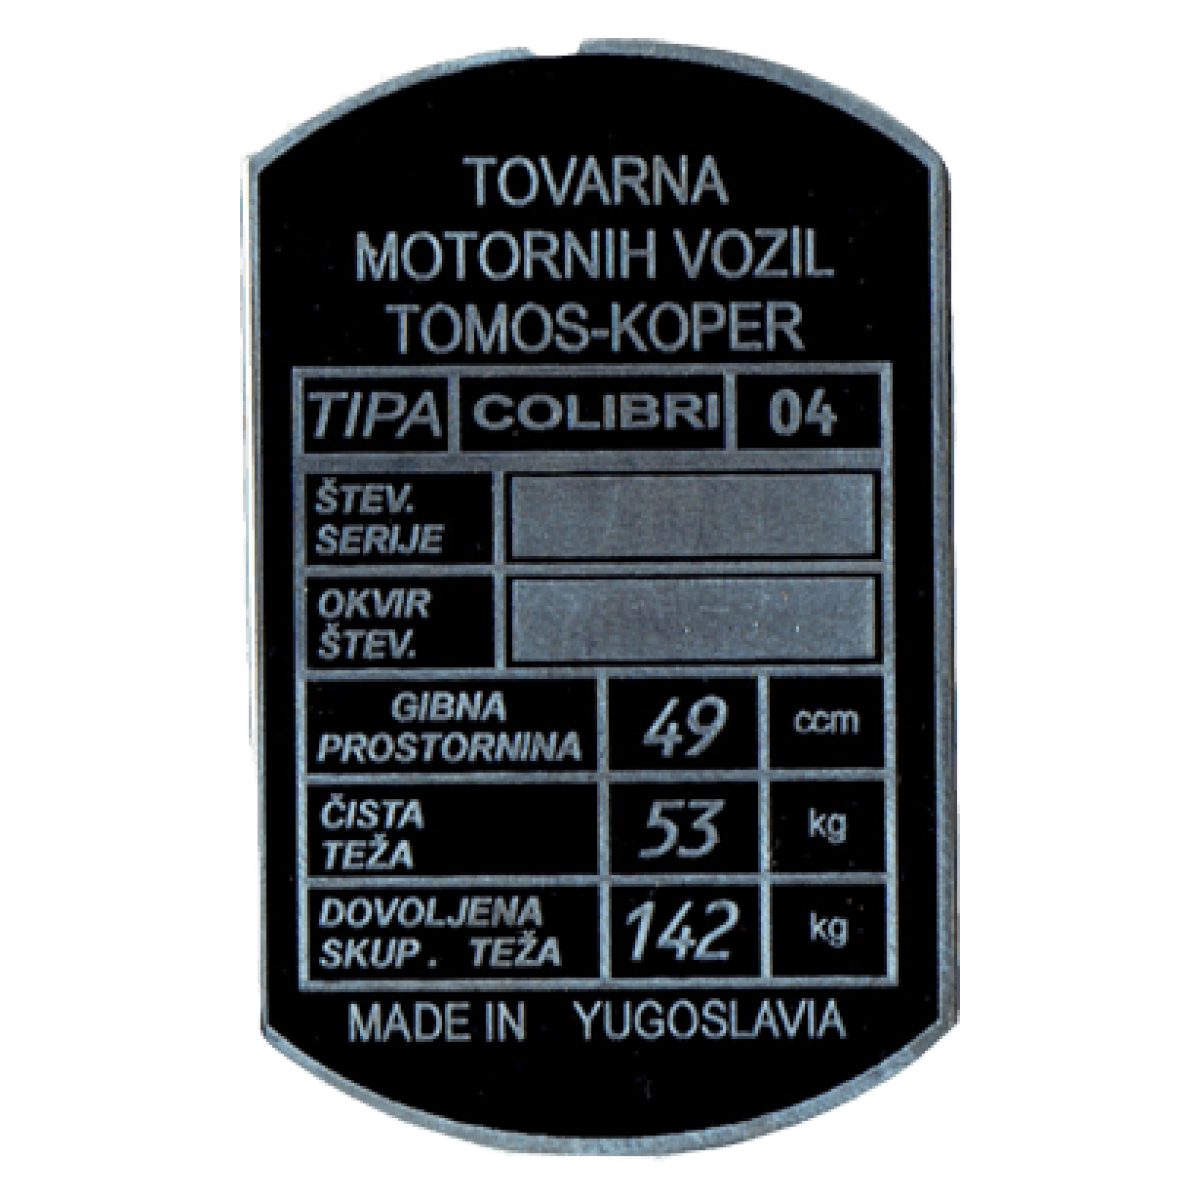 TOVARNA
MOTORNIH VOZIL
TOMOS-KOPER
TIPA COLIBRI 04
ŠTEV.
SERIJE
OKVIR
ŠTEV.
GIBNA
PROSTORNINA 49 ccm
ČISTA
TEŽA 53 kg
DOVOLJENA
SKUP. TEŽA 142 kg
MADE IN YUGOSLAVIA